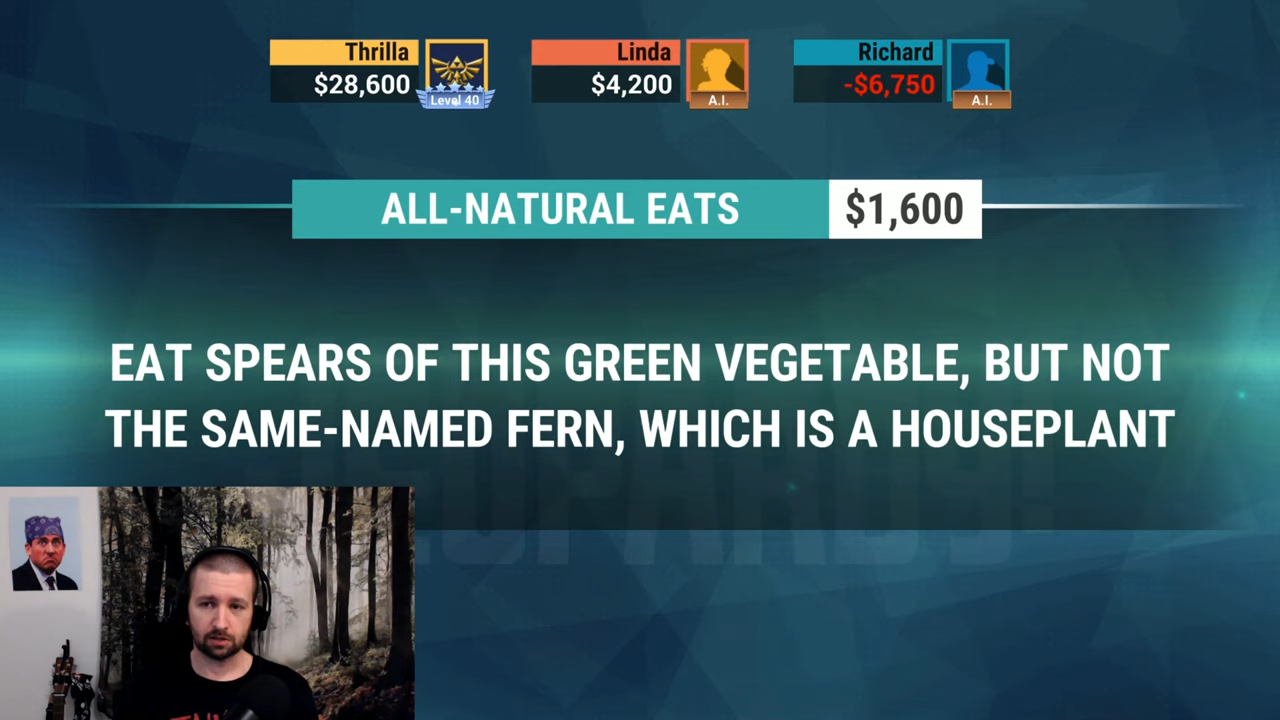 Thrilla
$28,600
Level 40
Linda
$4,200
A.I.
Richard
-$6,750
A.I.
ALL-NATURAL EATS
$1,600
EAT SPEARS OF THIS GREEN VEGETABLE, BUT NOT
THE SAME-NAMED FERN, WHICH IS A HOUSEPLANT